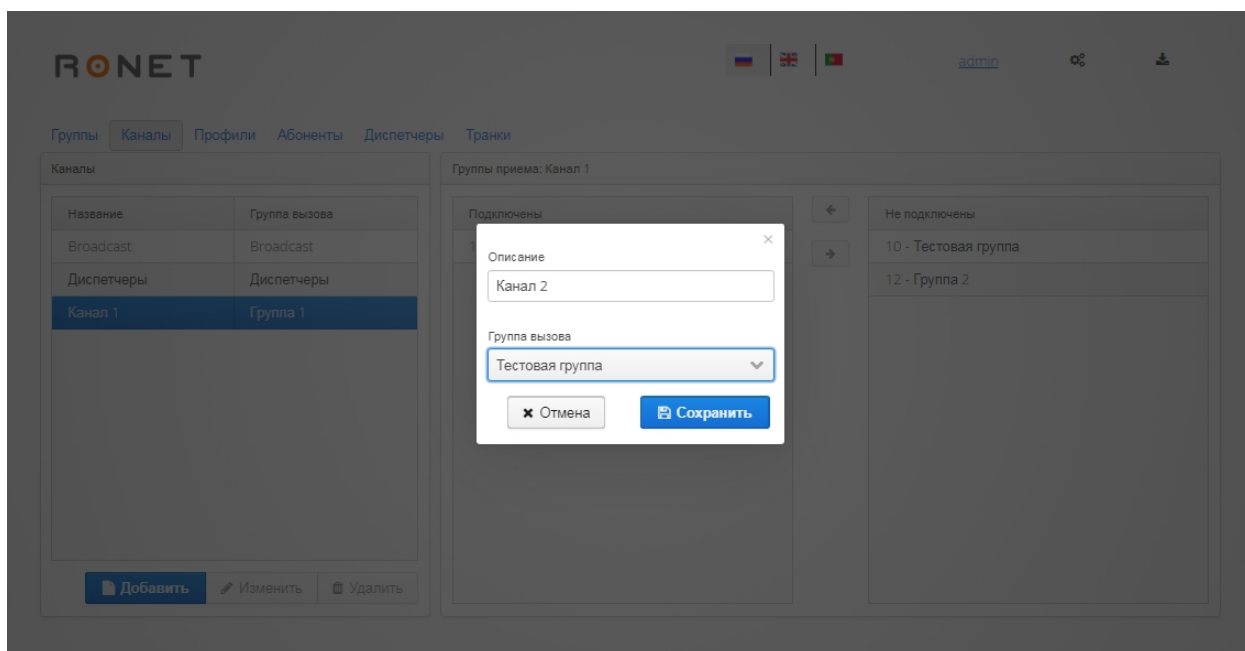 RONET
admin
Группы Каналы Профили Абоненты Диспетчеры Транки
Каналы
Группы приема: Канал 1
Название Группа вызова
Подключены
Не подключены
Broadcast Broadcast
10 - Тестовая группа
Диспетчеры Диспетчеры
12 - Группа 2
Канал 1 Группа 1
Описание
Канал 2
Группа вызова
Тестовая группа
Отмена Сохранить
Добавить Изменить Удалить